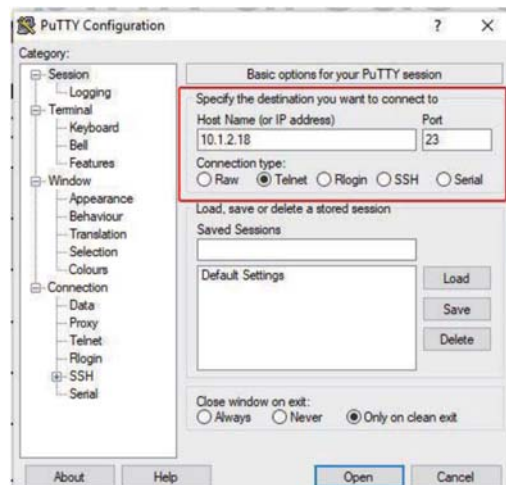 PuTTY Configuration
? ×
Category:
Session
Logging
Terminal
Keyboard
Bell
Features
Window
Appearance
Behaviour
Translation
Selection
Colours
Connection
Data
Proxy
Telnet
Rlogin
SSH
Serial
Basic options for your PuTTY session
Specify the destination you want to connect to
Host Name (or IP address) Port
10.1.2.18 23
Connection type:
Raw Telnet Rlogin SSH Serial
Load, save or delete a stored session
Saved Sessions
Default Settings
Load
Save
Delete
Close window on exit:
Always Never Only on clean exit
About Help Open Cancel